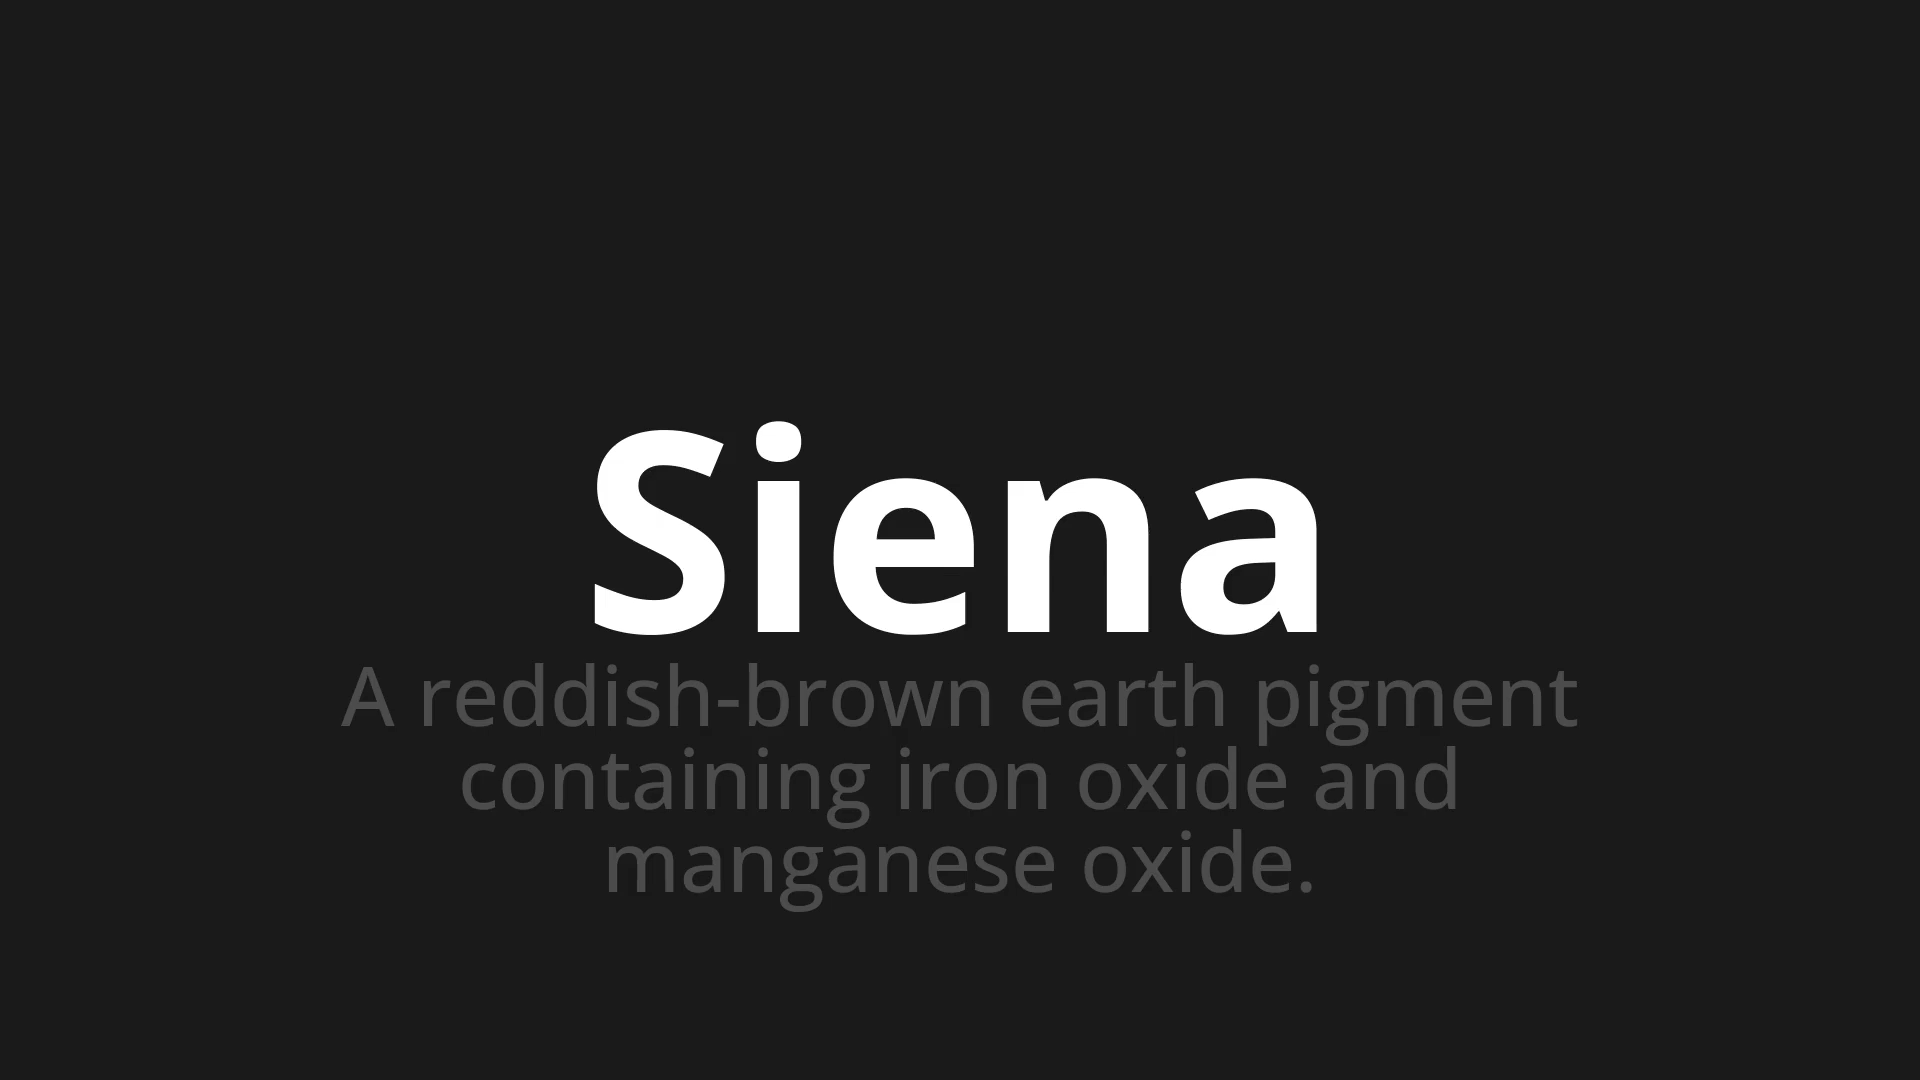 Siena
A reddish-brown earth pigment
containing iron oxide and
manganese oxide.